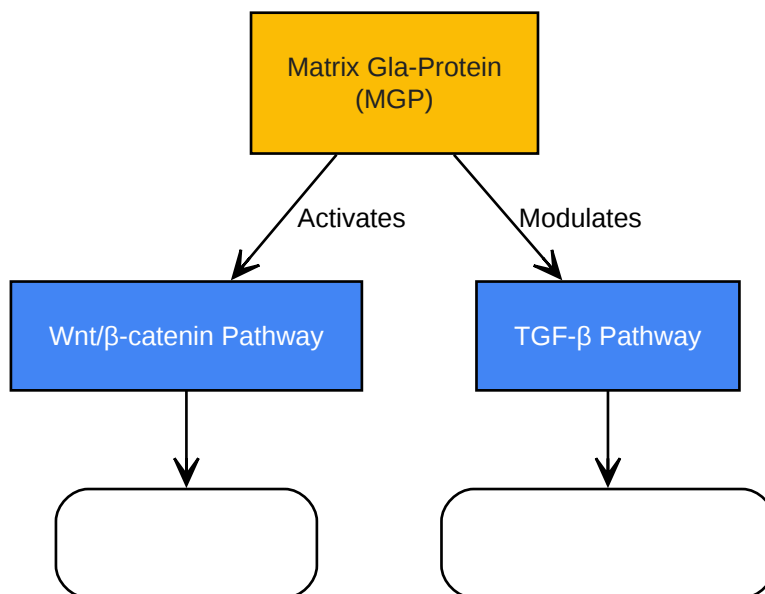 Matrix Gla-Protein
(MGP)
Activates
Modulates
Wnt/β-catenin Pathway
TGF-β Pathway